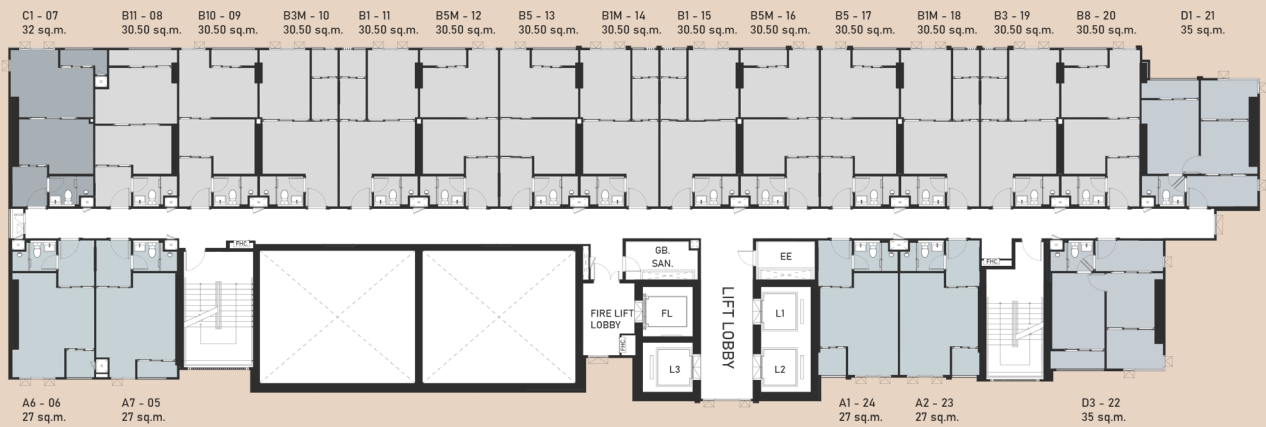 C1 - 07
32 sq.m.
B11 - 08
30.50 sq.m.
B10 - 09
30.50 sq.m.
B3M - 10
30.50 sq.m.
B1 - 11
30.50 sq.m.
B5M - 12
30.50 sq.m.
B5 - 13
30.50 sq.m.
B1M - 14
30.50 sq.m.
B1 - 15
30.50 sq.m.
B5M - 16
30.50 sq.m.
B5 - 17
30.50 sq.m.
B1M - 18
30.50 sq.m.
B3 - 19
30.50 sq.m.
B8 - 20
30.50 sq.m.
D1 - 21
35 sq.m.
FHC
GB.
SAN.
EE
FHC
FIRE LIFT
LOBBY
FHC
FL
L3
LIFT LOBBY
L1
L2
A6 - 06
27 sq.m.
A7 - 05
27 sq.m.
A1 - 24
27 sq.m.
A2 - 23
27 sq.m.
D3 - 22
35 sq.m.